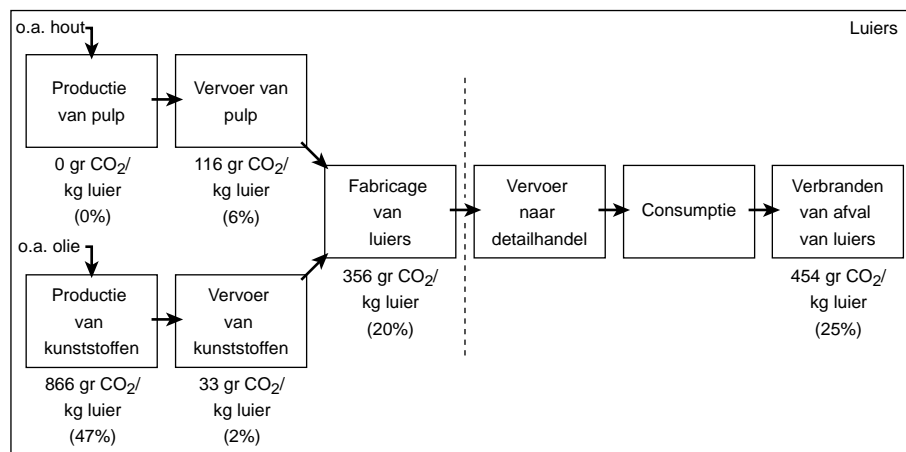 Luiers
o.a. hout
Productie
van pulp
0 gr CO2/
kg luier
(0%)
Vervoer van
pulp
116 gr CO2/
kg luier
(6%)
o.a. olie
Productie
van
kunststoffen
866 gr CO2/
kg luier
(47%)
Vervoer
van
kunststoffen
33 gr CO2/
kg luier
(2%)
Fabricage
van
luiers
356 gr CO2/
kg luier
(20%)
Vervoer
naar
detailhandel
Consumptie
Verbranden
van afval
van luiers
454 gr CO2/
kg luier
(25%)